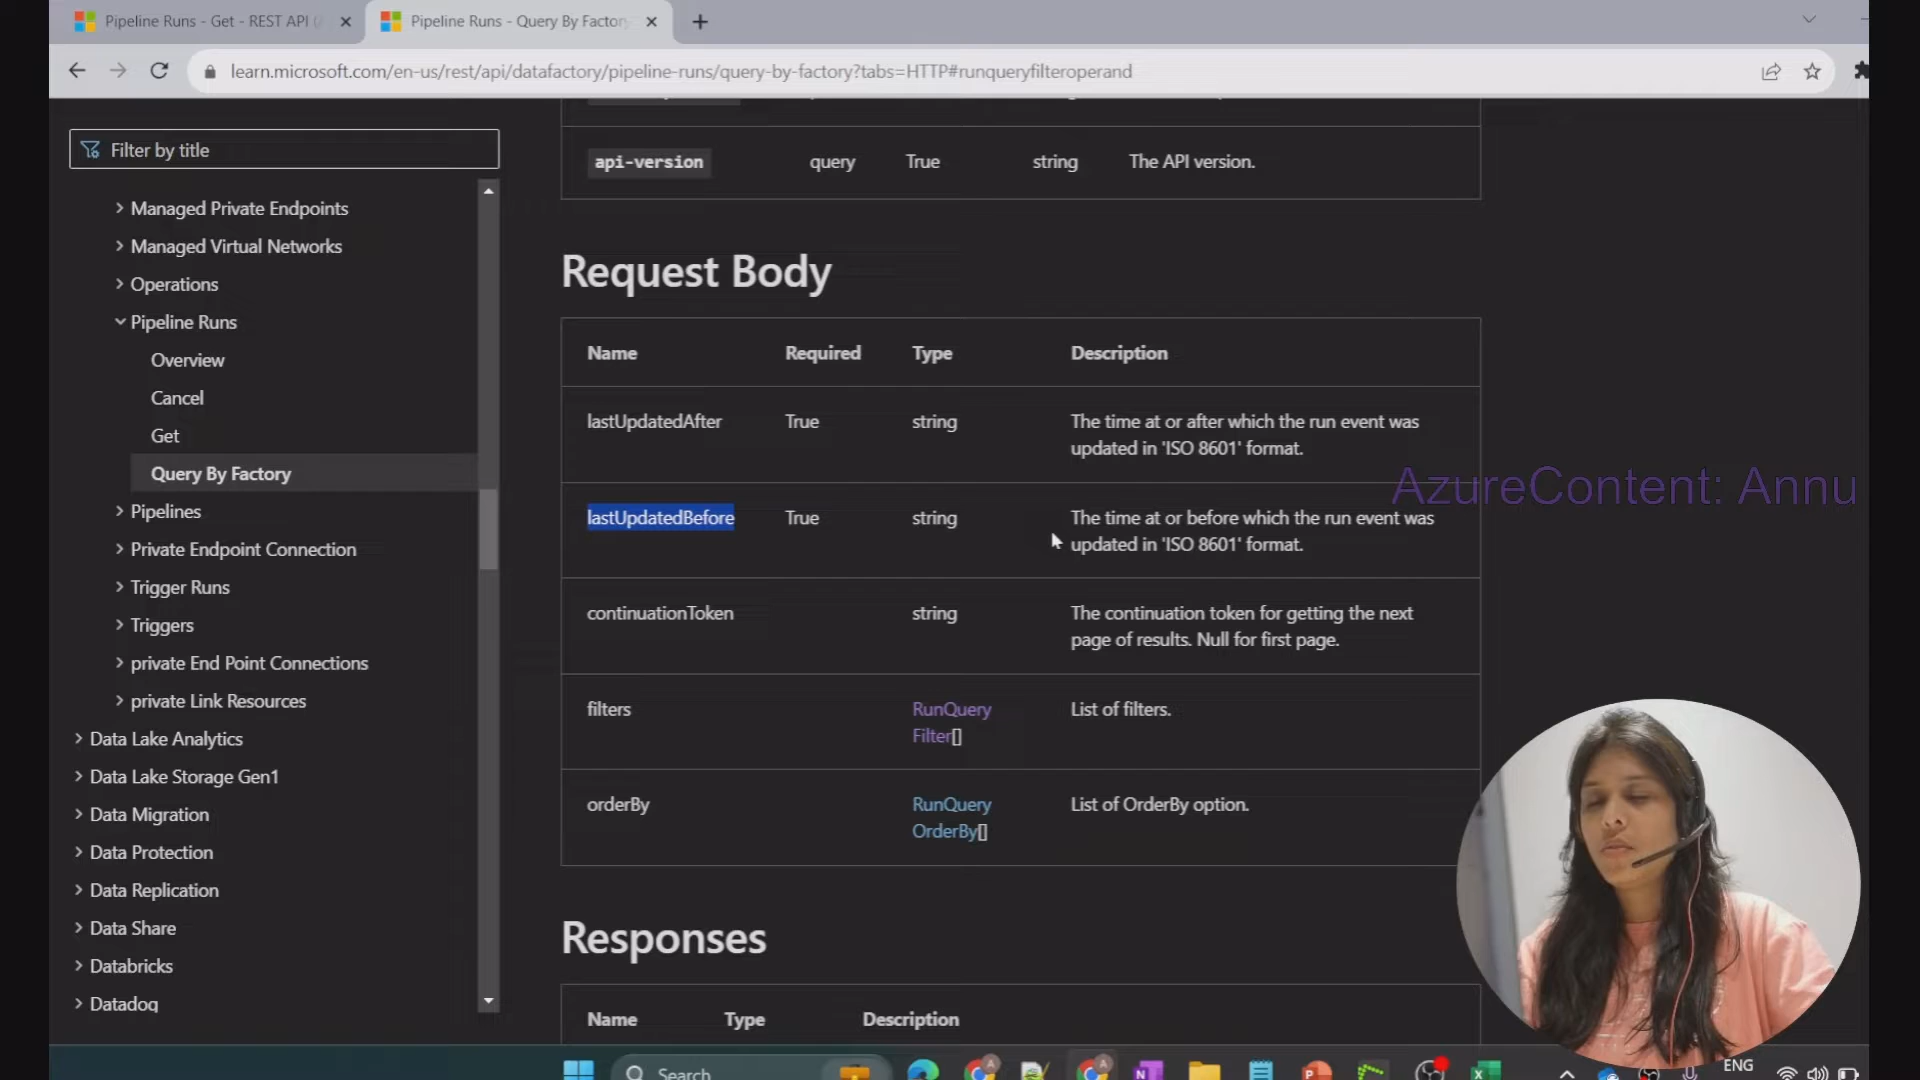 Pipeline Runs - Get - REST API (
Pipeline Runs - Query By Factory
learn.microsoft.com/en-us/rest/api/datafactory/pipeline-runs/query-by-factory?tabs=HTTP#runqueryfilteroperand
Filter by title
Managed Private Endpoints
Managed Virtual Networks
Operations
Pipeline Runs
Overview
Cancel
Get
Query By Factory
Pipelines
Private Endpoint Connection
Trigger Runs
Triggers
private End Point Connections
private Link Resources
Data Lake Analytics
Data Lake Storage Gen1
Data Migration
Data Protection
Data Replication
Data Share
Databricks
Datadog
api-version query True string The API version.
Request Body
Name Required Type Description
lastUpdatedAfter True string The time at or after which the run event was
updated in 'ISO 8601' format.
lastUpdatedBefore True string The time at or before which the run event was
updated in 'ISO 8601' format.
continuationToken string The continuation token for getting the next
page of results. Null for first page.
filters RunQuery List of filters.
Filter[]
orderBy RunQuery List of OrderBy option.
OrderBy[]
Responses
Name Type Description
AzureContent: Annu
Search
ENG